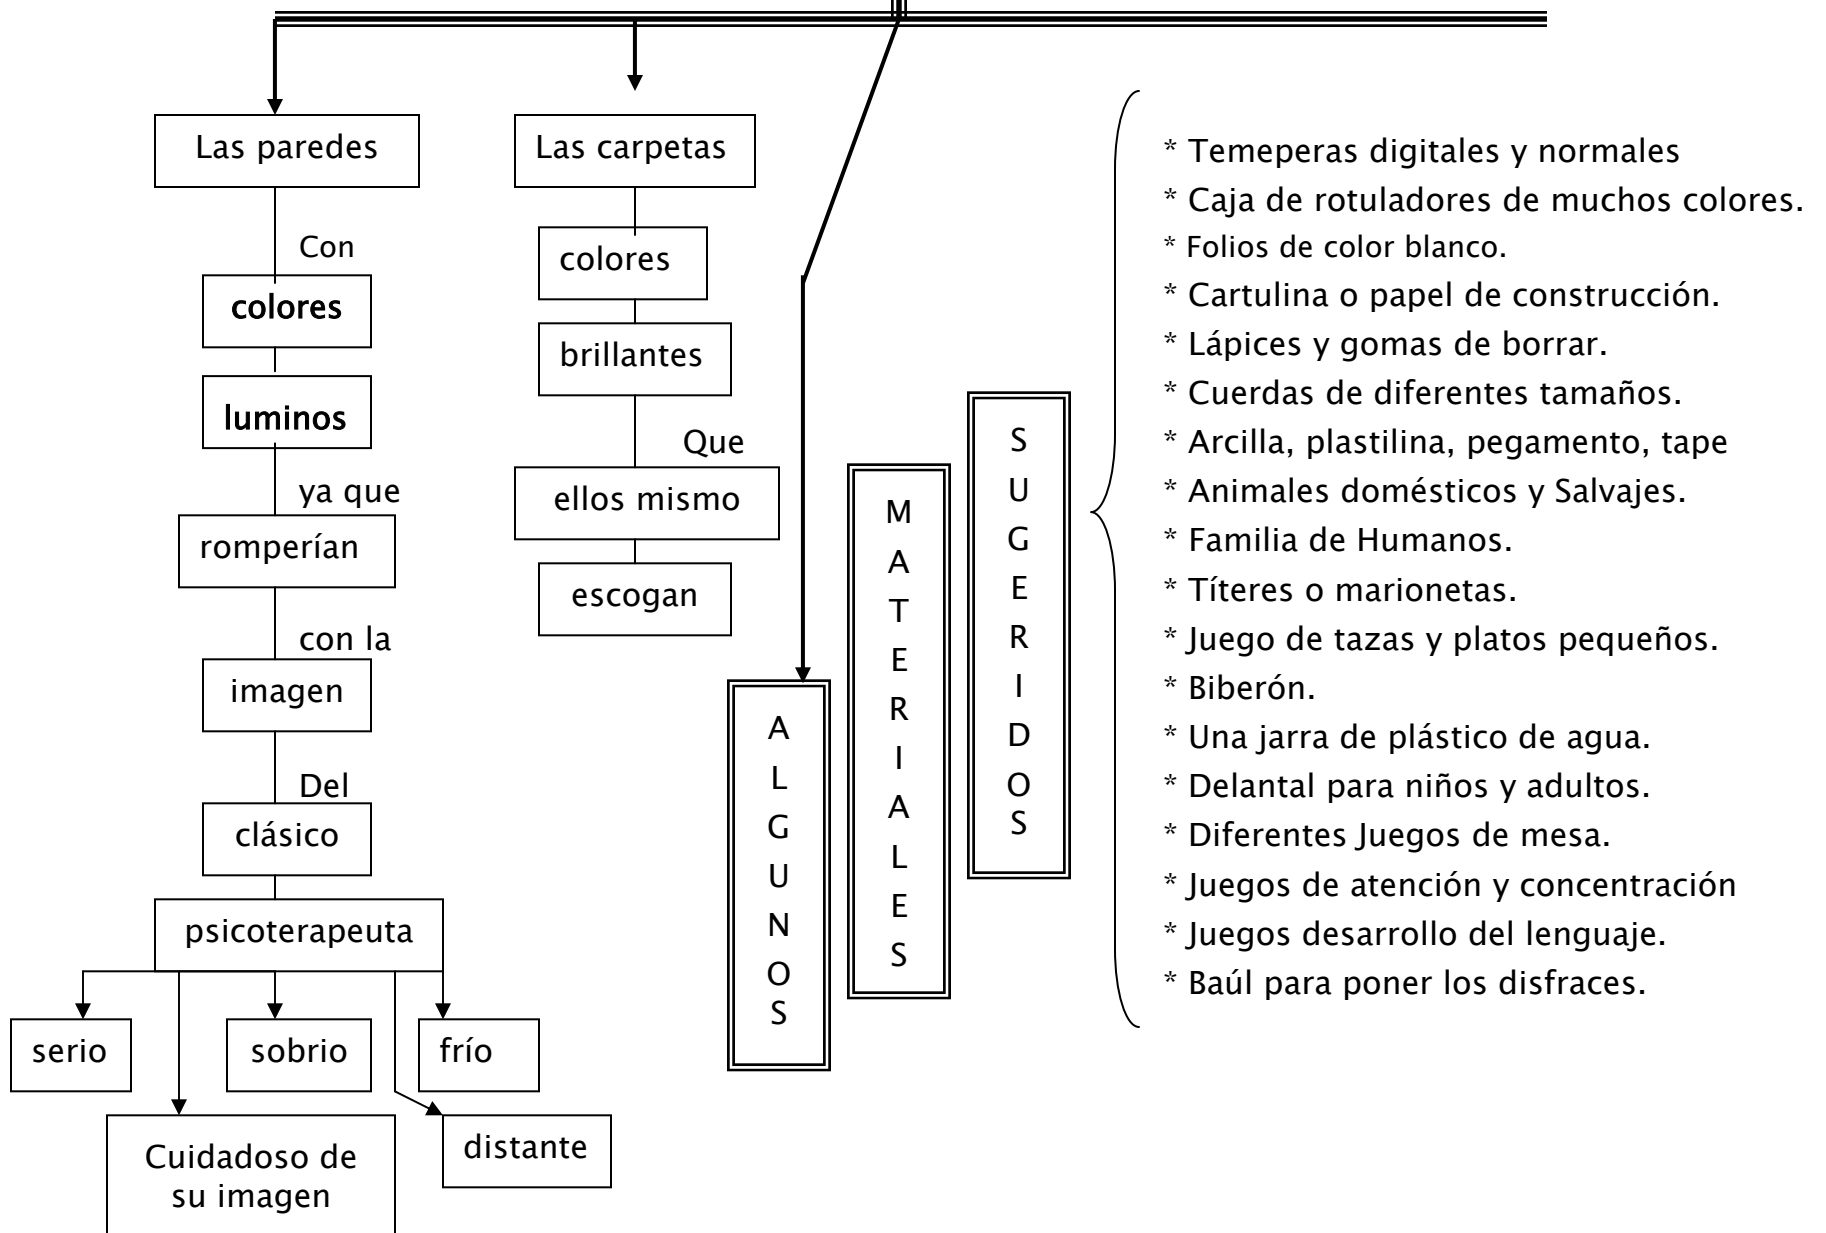 Las paredes
Con
colores
luminos
ya que
romperían
con la
imagen
Del
clásico
psicoterapeuta
serio
sobrio
frío
Cuidadoso de
su imagen
distante
Las carpetas
colores
brillantes
Que
ellos mismo
escogan
ALGUNOS
MATERIALES
SUGERIDOS
* Temeperas digitales y normales
* Caja de rotuladores de muchos colores.
* Folios de color blanco.
* Cartulina o papel de construcción.
* Lápices y gomas de borrar.
* Cuerdas de diferentes tamaños.
* Arcilla, plastilina, pegamento, tape
* Animales domésticos y Salvajes.
* Familia de Humanos.
* Títeres o marionetas.
* Juego de tazas y platos pequeños.
* Biberón.
* Una jarra de plástico de agua.
* Delantal para niños y adultos.
* Diferentes Juegos de mesa.
* Juegos de atención y concentración
* Juegos desarrollo del lenguaje.
* Baúl para poner los disfraces.